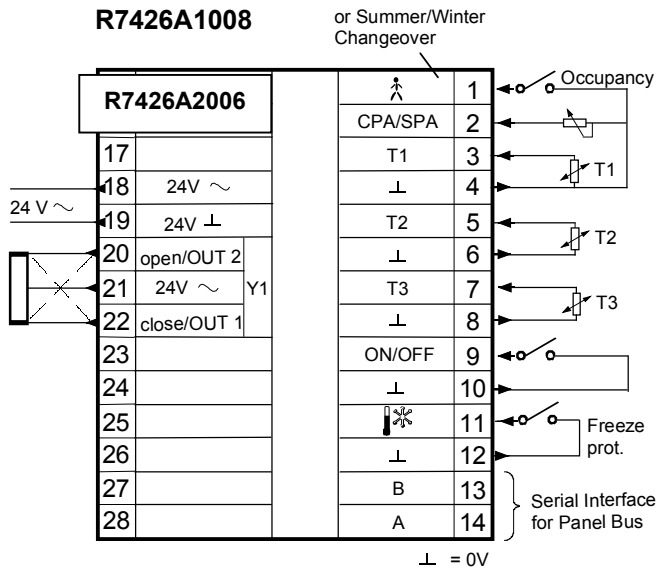 R7426A1008
or Summer/Winter
Changeover
R7426A2006
1
Occupancy
CPA/SPA 2
17 T1 3
T1
18 24V ~ ⊥ 4
24 V ~
19 24V ⊥ T2 5
T2
20 open/OUT 2 ⊥ 6
21 24V ~ Y1 T3 7
T3
22 close/OUT 1 ⊥ 8
23 ON/OFF 9
24 ⊥ 10
25 11
Freeze
prot.
26 ⊥ 12
27 B 13
28 A 14
Serial Interface
for Panel Bus
⊥ = 0V